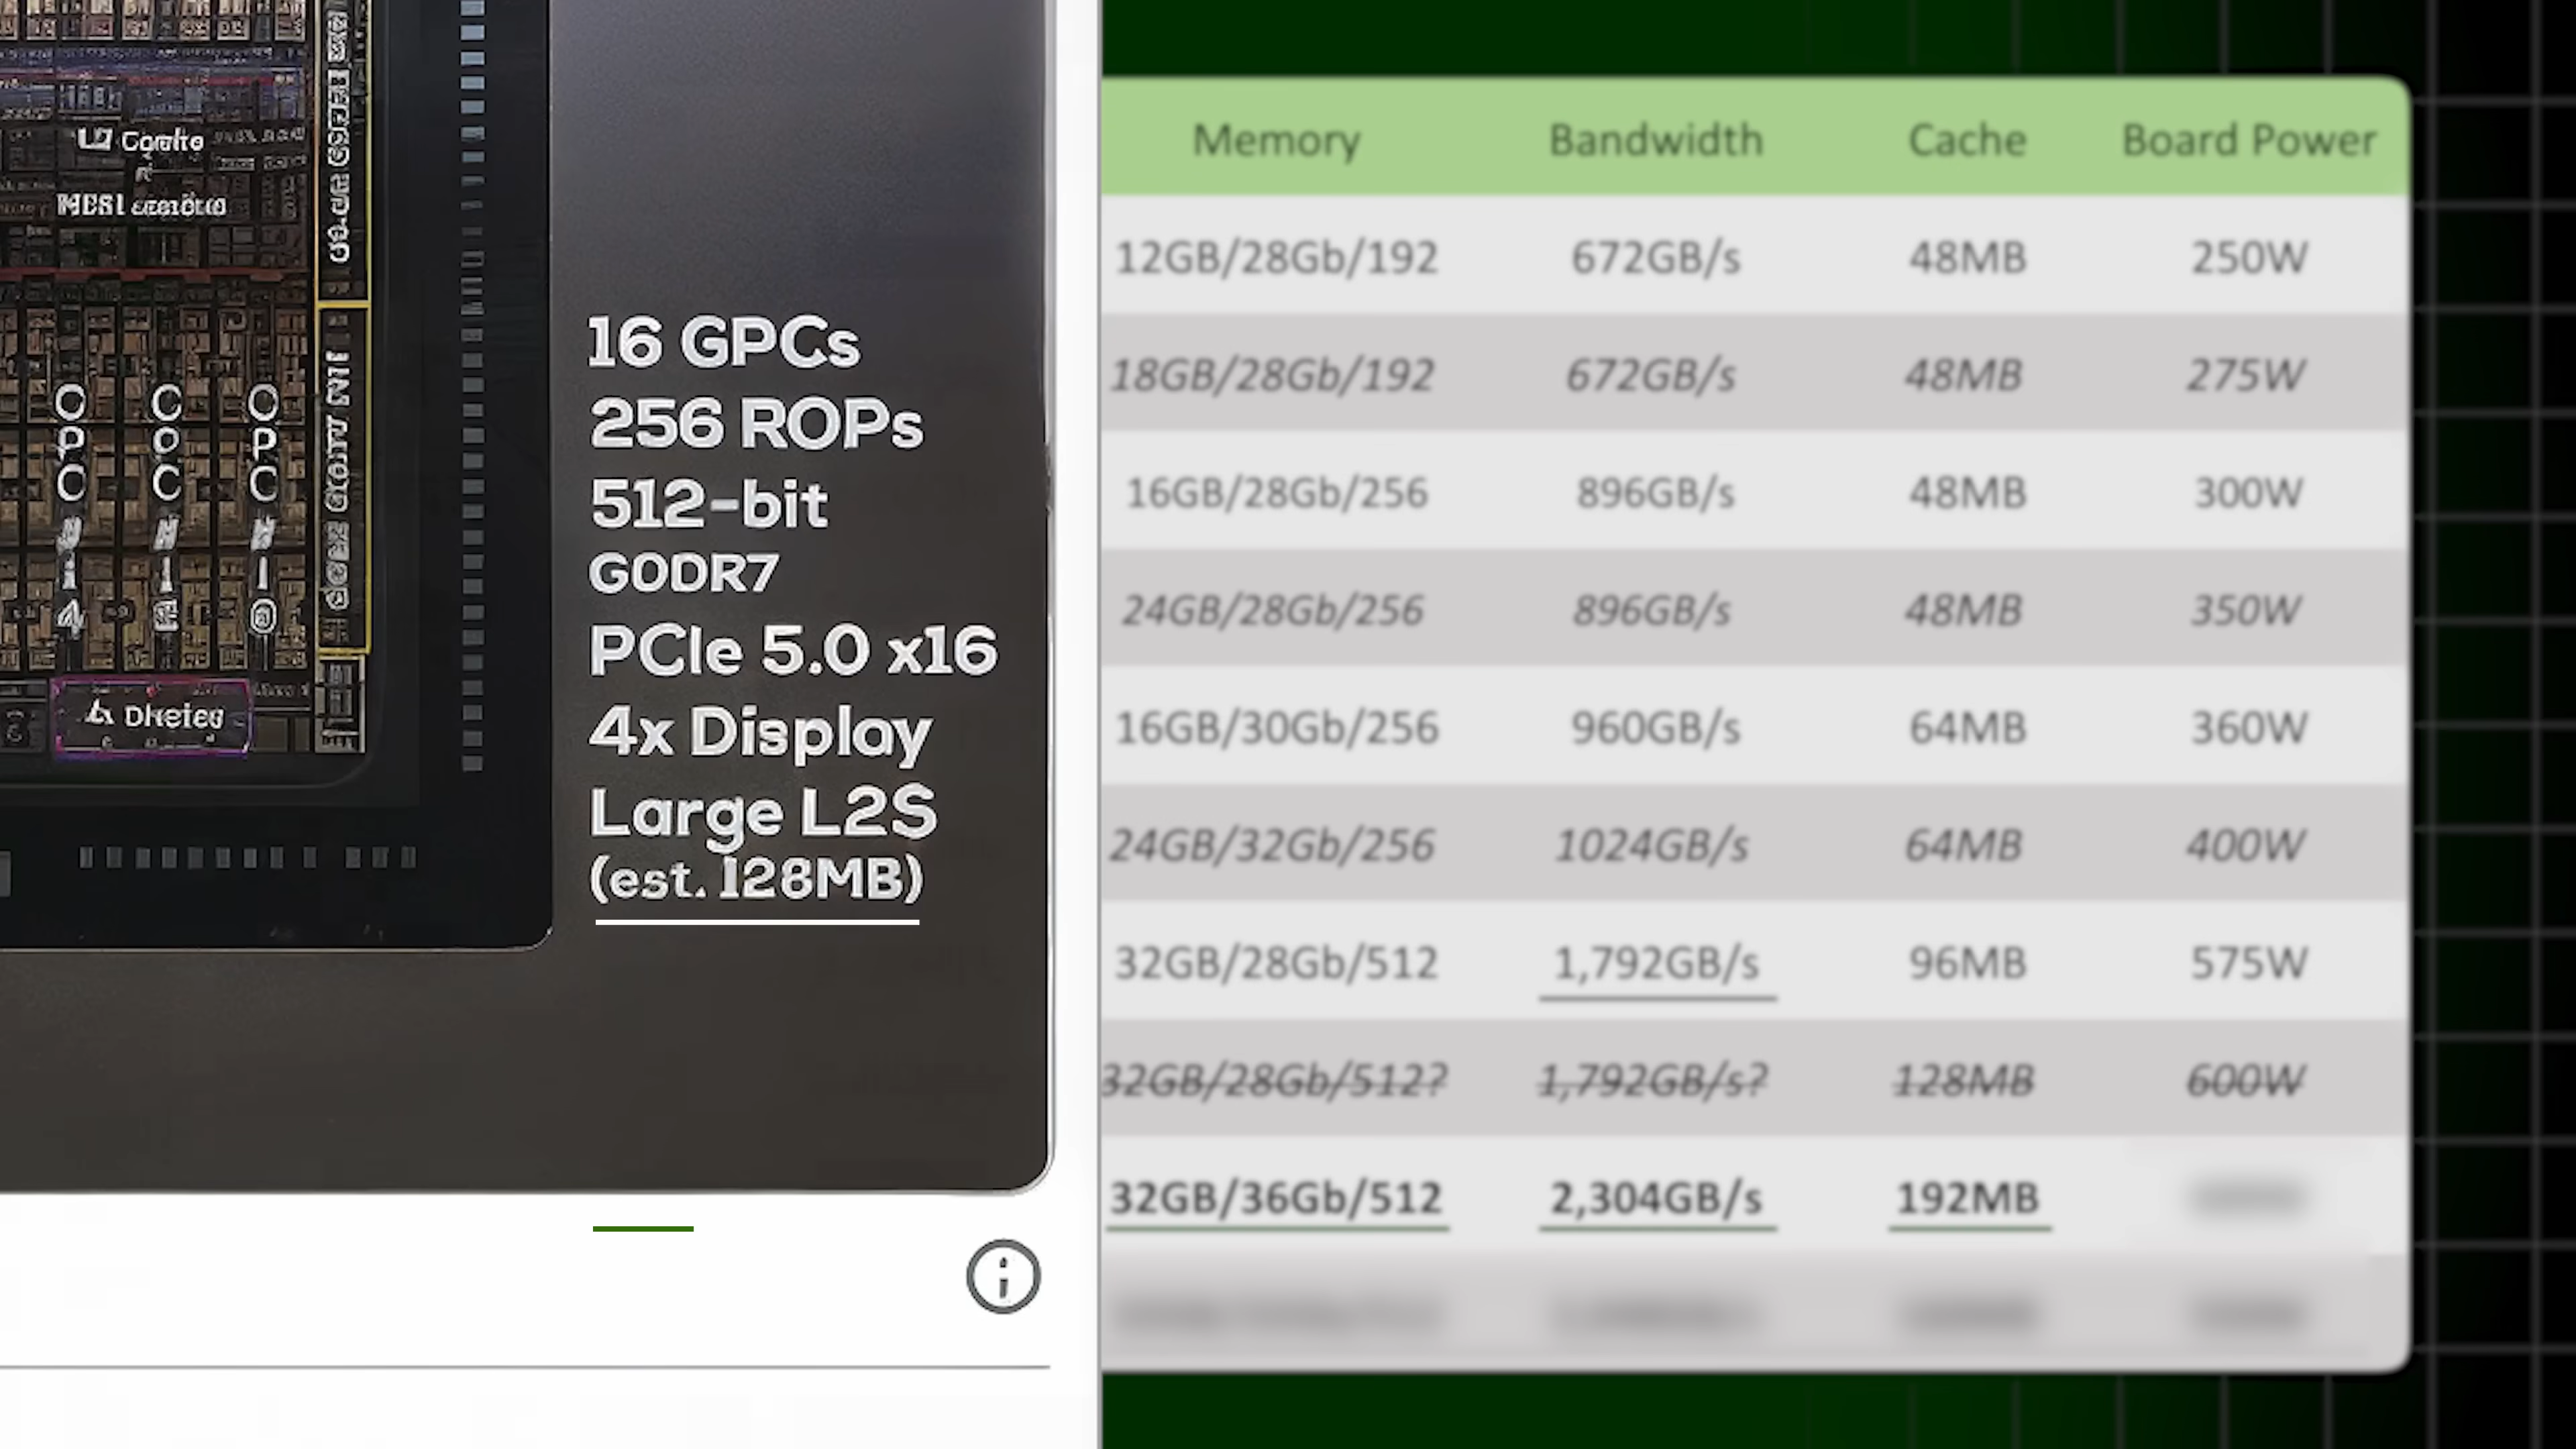 16 GPCs
256 ROPs
512-bit
G0DR7
PCIe 5.0 x16
4x Display
Large L2$
(est. 128MB)
Memory Bandwidth Cache Board Power
12GB/28Gb/192 672GB/s 48MB 250W
18GB/28Gb/192 672GB/s 48MB 275W
16GB/28Gb/256 896GB/s 48MB 300W
24GB/28Gb/256 896GB/s 48MB 350W
16GB/30Gb/256 960GB/s 64MB 360W
24GB/32Gb/256 1024GB/s 64MB 400W
32GB/28Gb/512 1,792GB/s 96MB 575W
32GB/28Gb/512? 1,792GB/s? 128MB 600W
32GB/36Gb/512 2,304GB/s 192MB